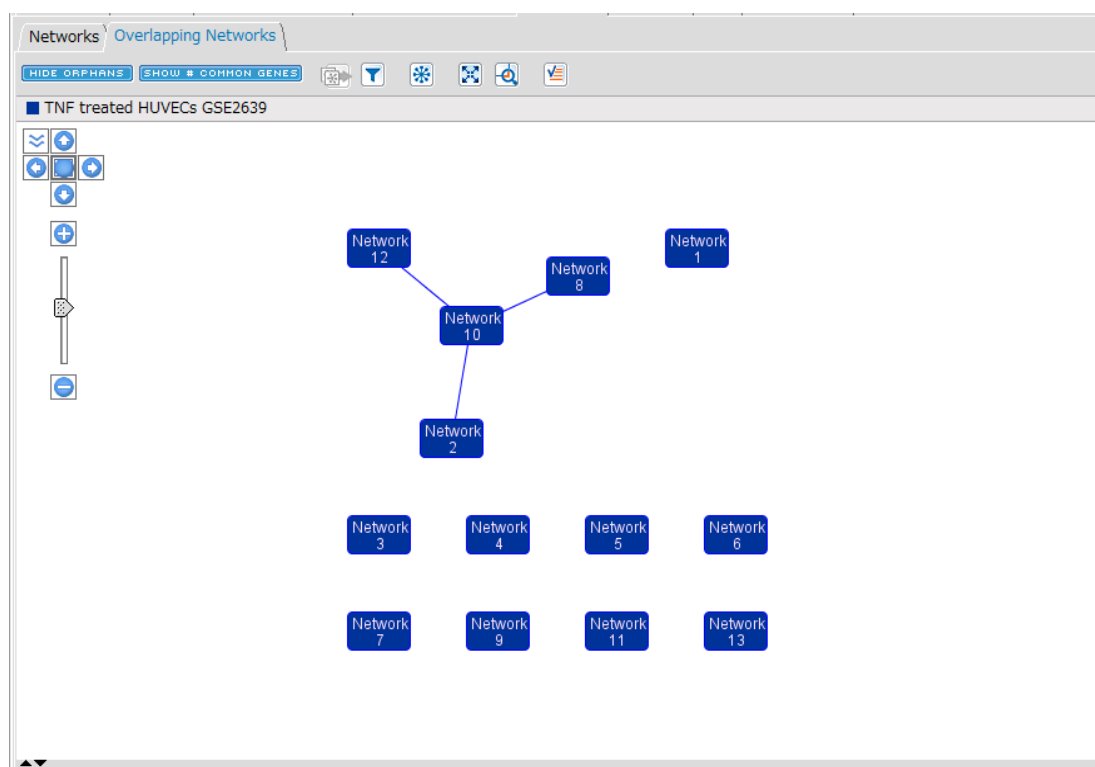 Networks Overlapping Networks
HIDE ORPHANS SHOW # COMMON GENES
TNF treated HUVECs GSE2639
Network
12
Network
1
Network
8
Network
10
Network
2
Network
3
Network
4
Network
5
Network
6
Network
7
Network
9
Network
11
Network
13